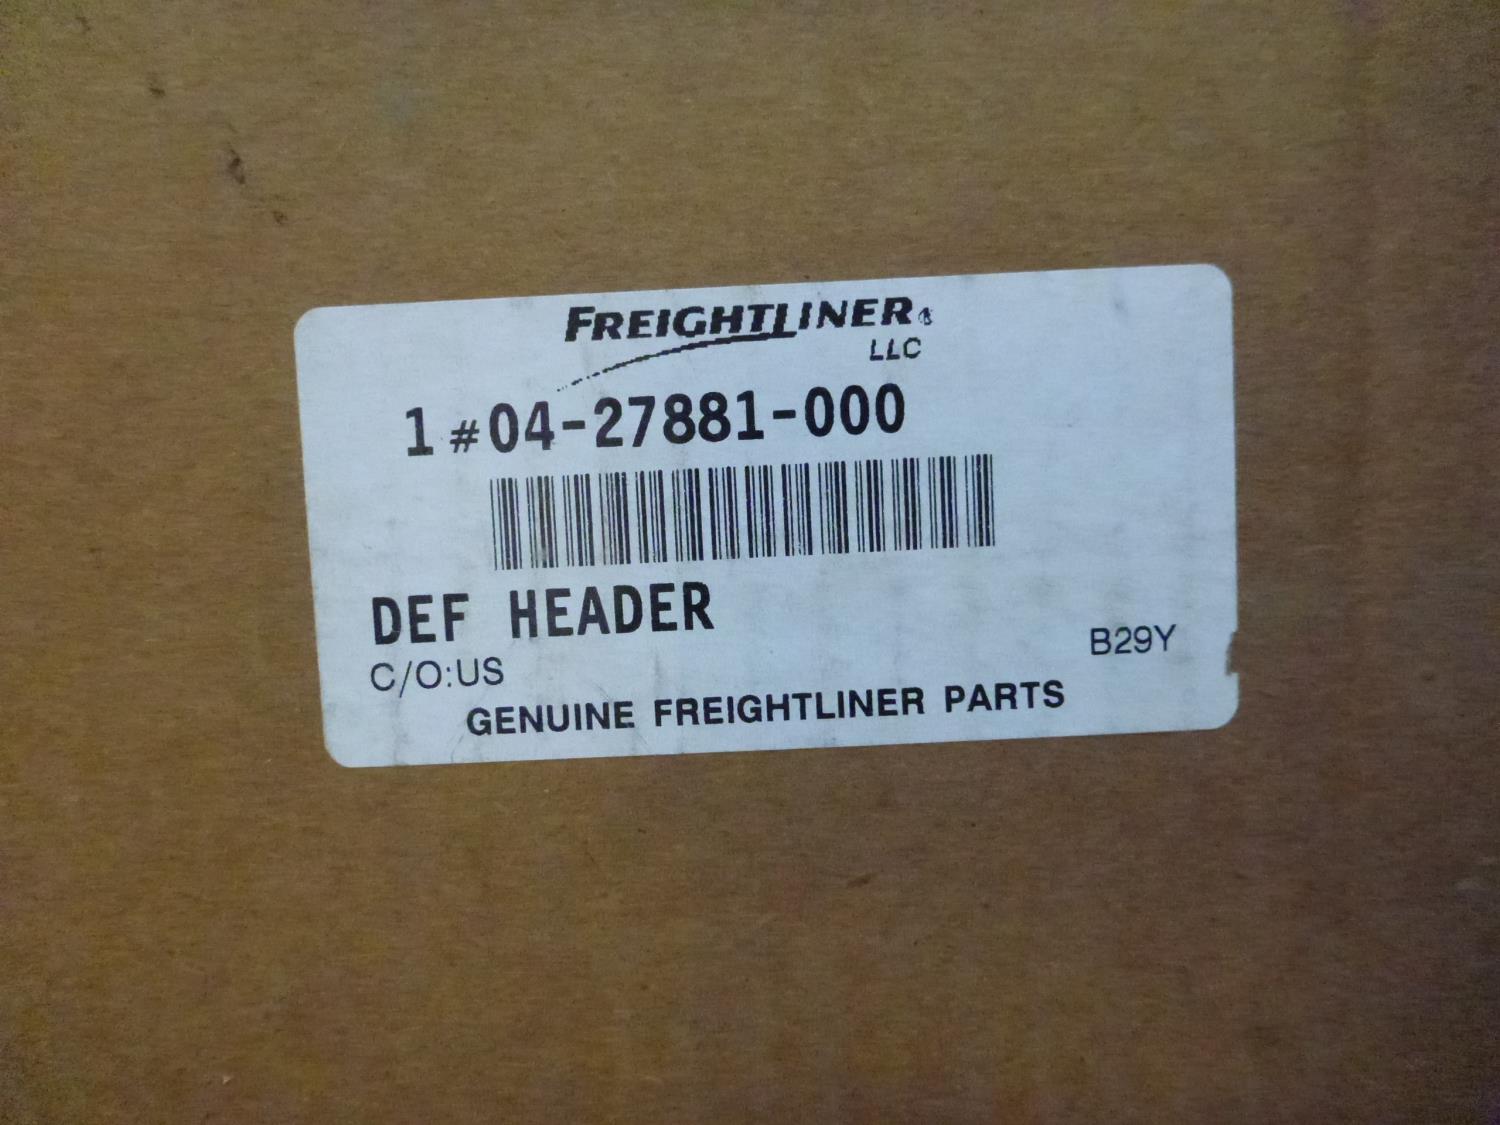 FREIGHTLINER
LLC
1 #04-27881-000
DEF HEADER
C/O:US
B29Y
GENUINE FREIGHTLINER PARTS